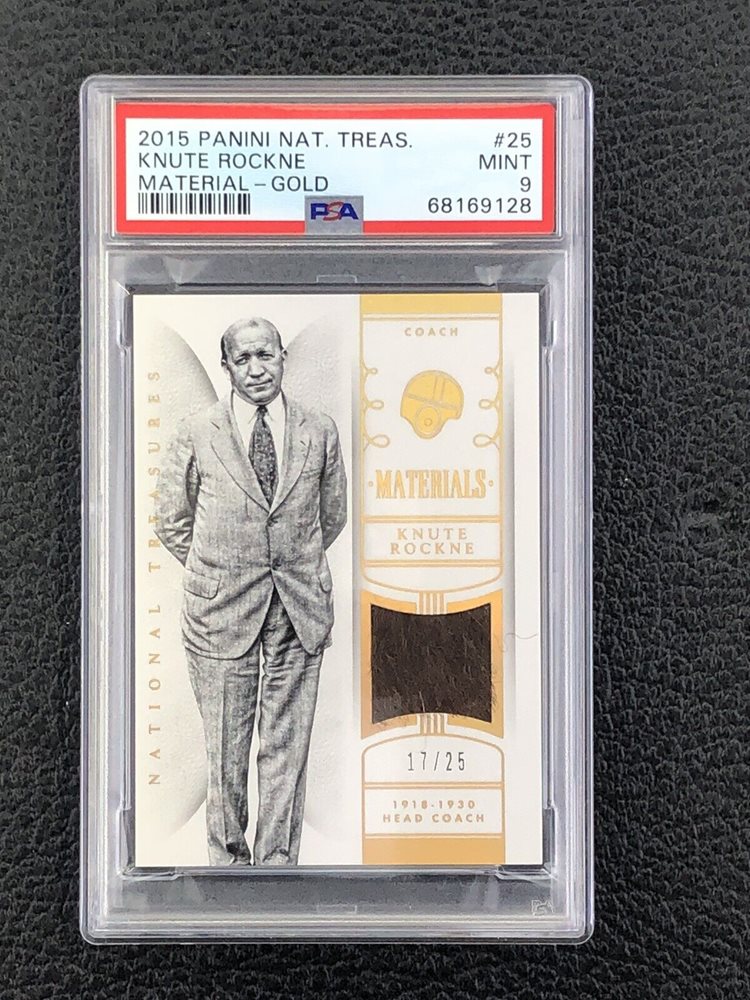 2015 PANINI NAT. TREAS. #25
KNUTE ROCKNE MINT
MATERIAL-GOLD 9
PSA 68169128
NATIONAL TREASURES
COACH
·MATERIALS·
KNUTE
ROCKNE
17/25
1918-1930
HEAD COACH